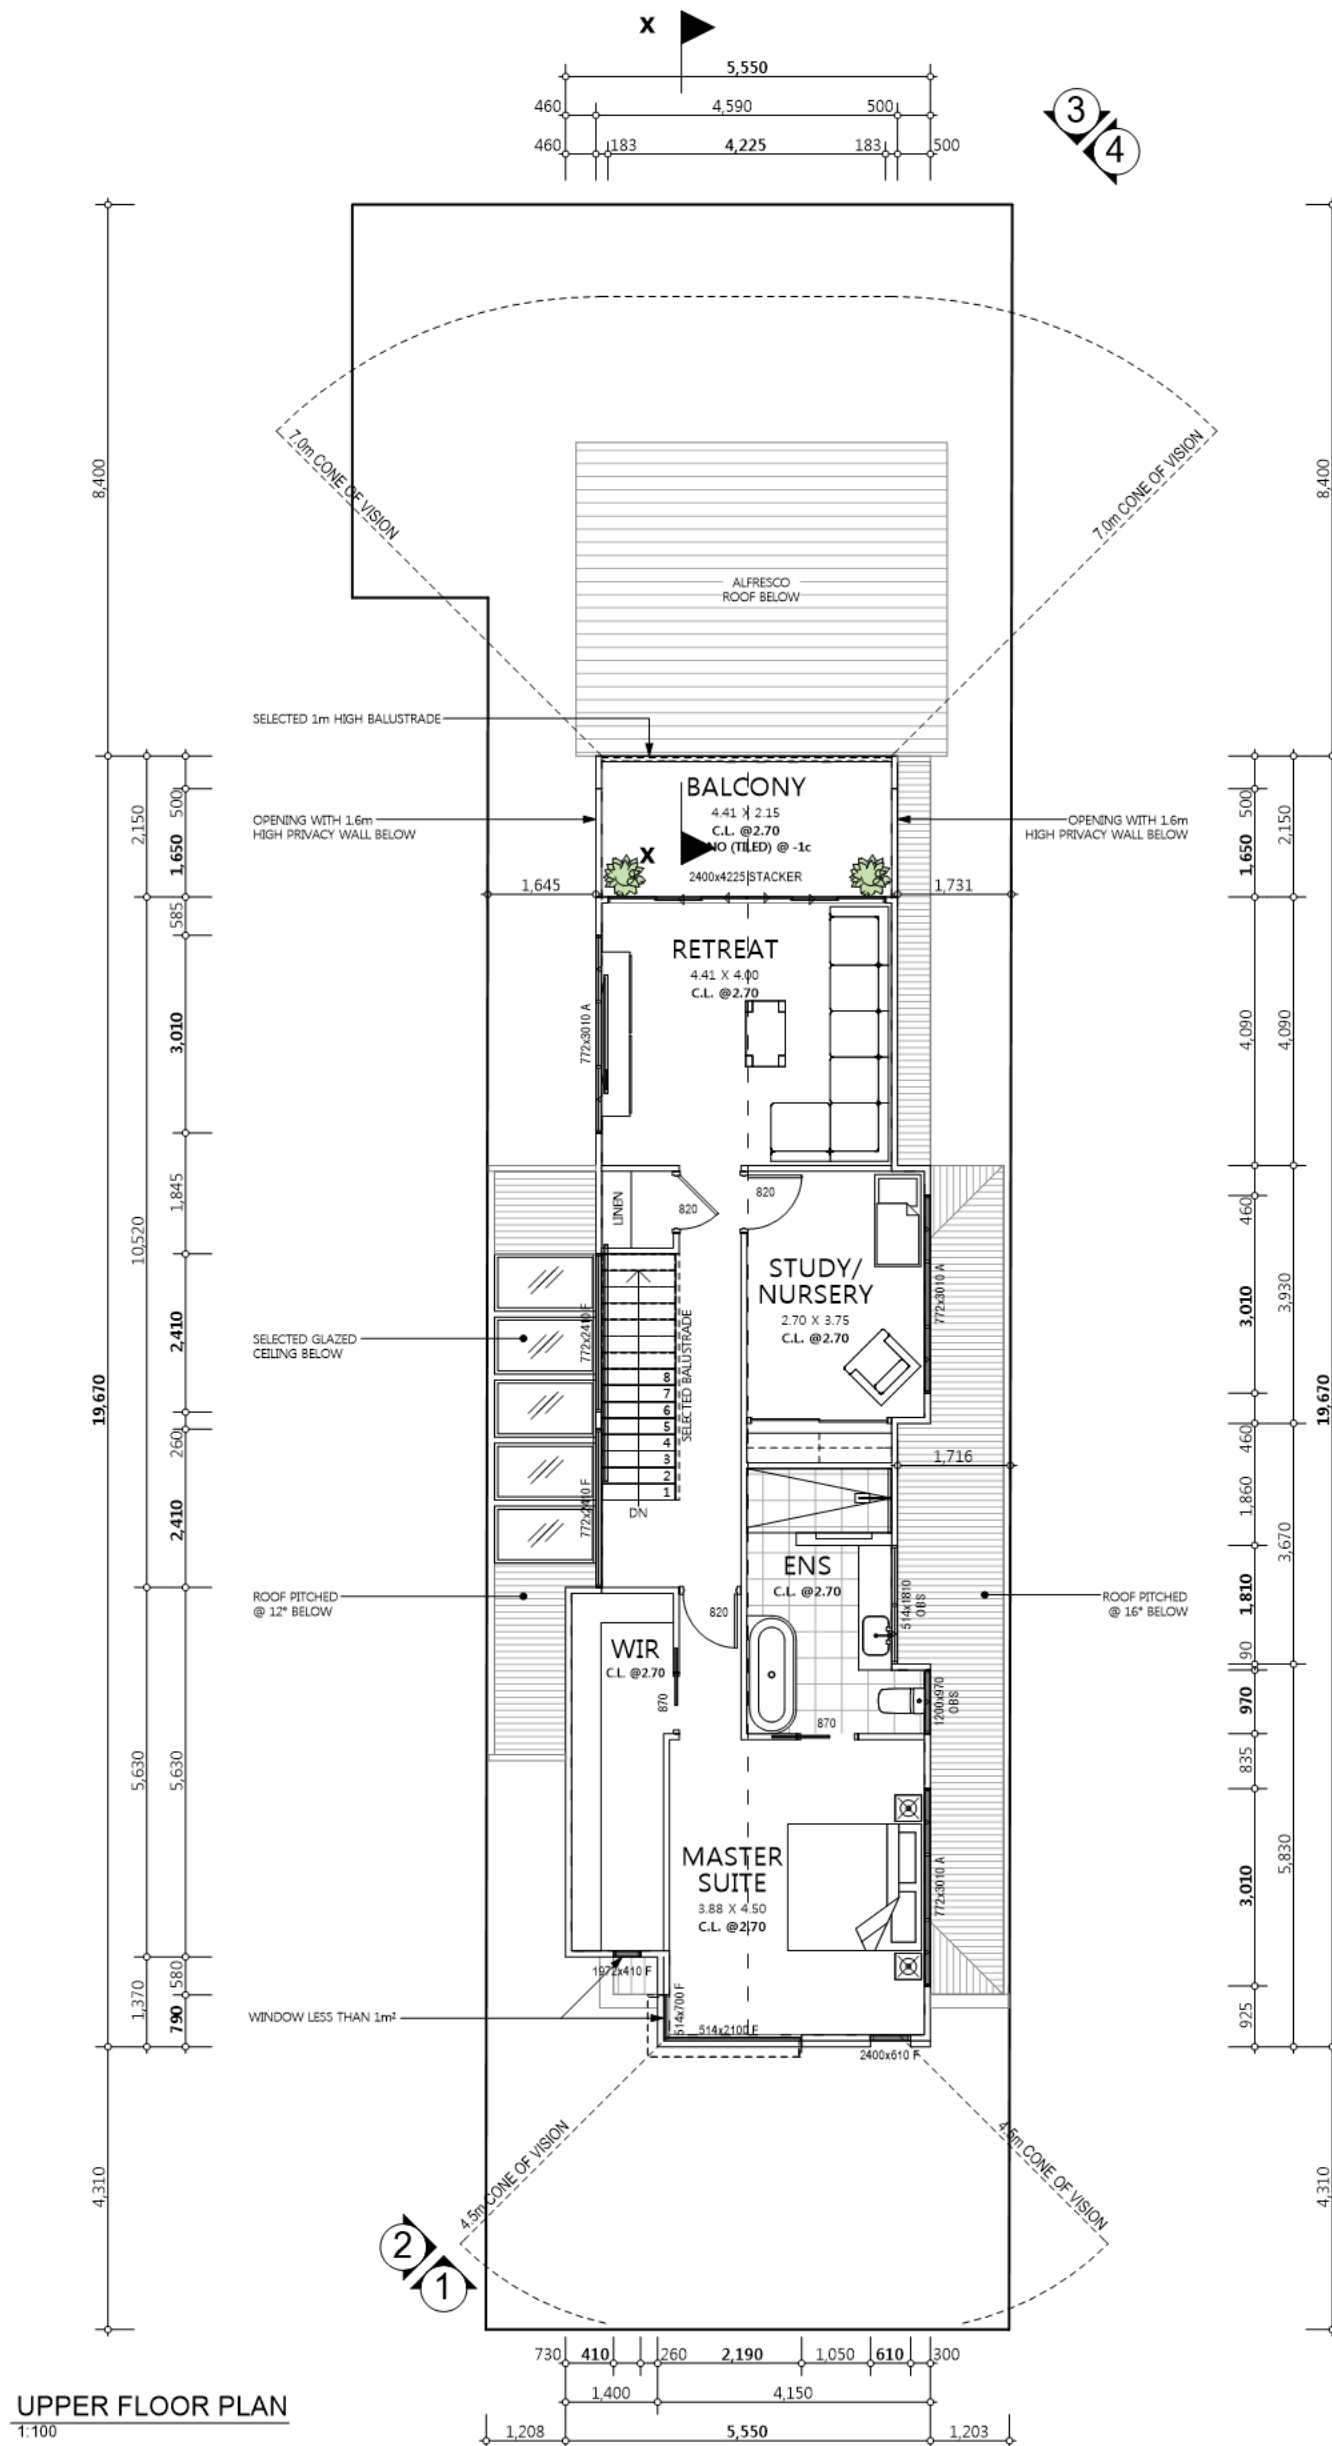 X
5,550
460
4,590
500
460
183
4,225
183
500
3
4
7.0m CONE OF VISION
7.0m CONE OF VISION
8,400
8,400
ALFRESCO
ROOF BELOW
SELECTED 1m HIGH BALUSTRADE
BALCONY
4.41 X 2.15
C.L. @2.70
NO (TILED) @ -1c
X
2400x4225 STACKER
OPENING WITH 1.6m
HIGH PRIVACY WALL BELOW
OPENING WITH 1.6m
HIGH PRIVACY WALL BELOW
2,150
500
1,650
500
1,650
2,150
1,645
1,731
585
RETREAT
4.41 X 4.00
C.L. @2.70
772x3010 A
3,010
4,090
4,090
1,845
10,520
LINEN
820
820
460
STUDY/
NURSERY
2.70 X 3.75
C.L. @2.70
772x3010 A
3,010
3,930
SELECTED GLAZED
CEILING BELOW
772x2410 F
SELECTED BALUSTRADE
8
7
6
5
4
3
2
1
DN
2,410
19,670
19,670
260
2,410
772x2410 F
460
1,716
1,860
3,670
ENS
C.L. @2.70
514x1810
OBS
1,810
ROOF PITCHED
@ 12° BELOW
ROOF PITCHED
@ 16° BELOW
820
WIR
C.L. @2.70
870
870
1200x970
OBS
90
970
835
5,630
5,630
MASTER
SUITE
3.88 X 4.50
C.L. @2.70
772x3010 A
3,010
5,830
1972x410 F
580
1,370
790
WINDOW LESS THAN 1m²
514x700 F
514x2100 F
2400x610 F
925
4.5m CONE OF VISION
4.5m CONE OF VISION
4,310
4,310
2
1
730
410
260
2,190
1,050
610
300
1,400
4,150
1,208
5,550
1,203
UPPER FLOOR PLAN
1:100